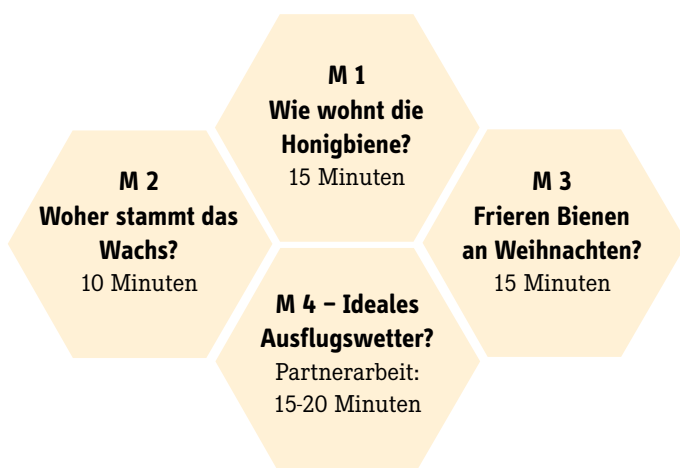 M 1
Wie wohnt die
Honigbiene?
15 Minuten
M 2
Woher stammt das
Wachs?
10 Minuten
M 3
Frieren Bienen
an Weihnachten?
15 Minuten
M 4 – Ideales
Ausflugswetter?
Partnerarbeit:
15-20 Minuten